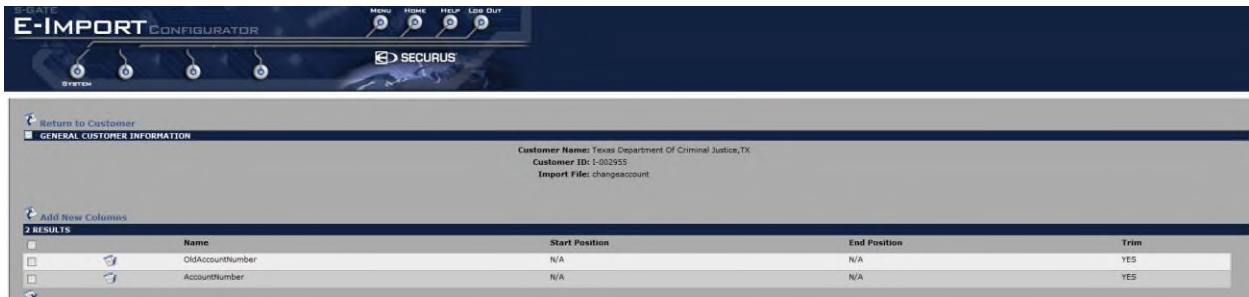 S-GATE
E-IMPORT CONFIGURATOR
MENU HOME HELP LOG OUT
SECURUS
SYSTEM
Return to Customer
GENERAL CUSTOMER INFORMATION
Customer Name: Texas Department Of Criminal Justice,TX
Customer ID: I-002955
Import File: changeaccount
Add New Columns
2 RESULTS
Name Start Position End Position Trim
OldAccountNumber N/A N/A YES
AccountNumber N/A N/A YES